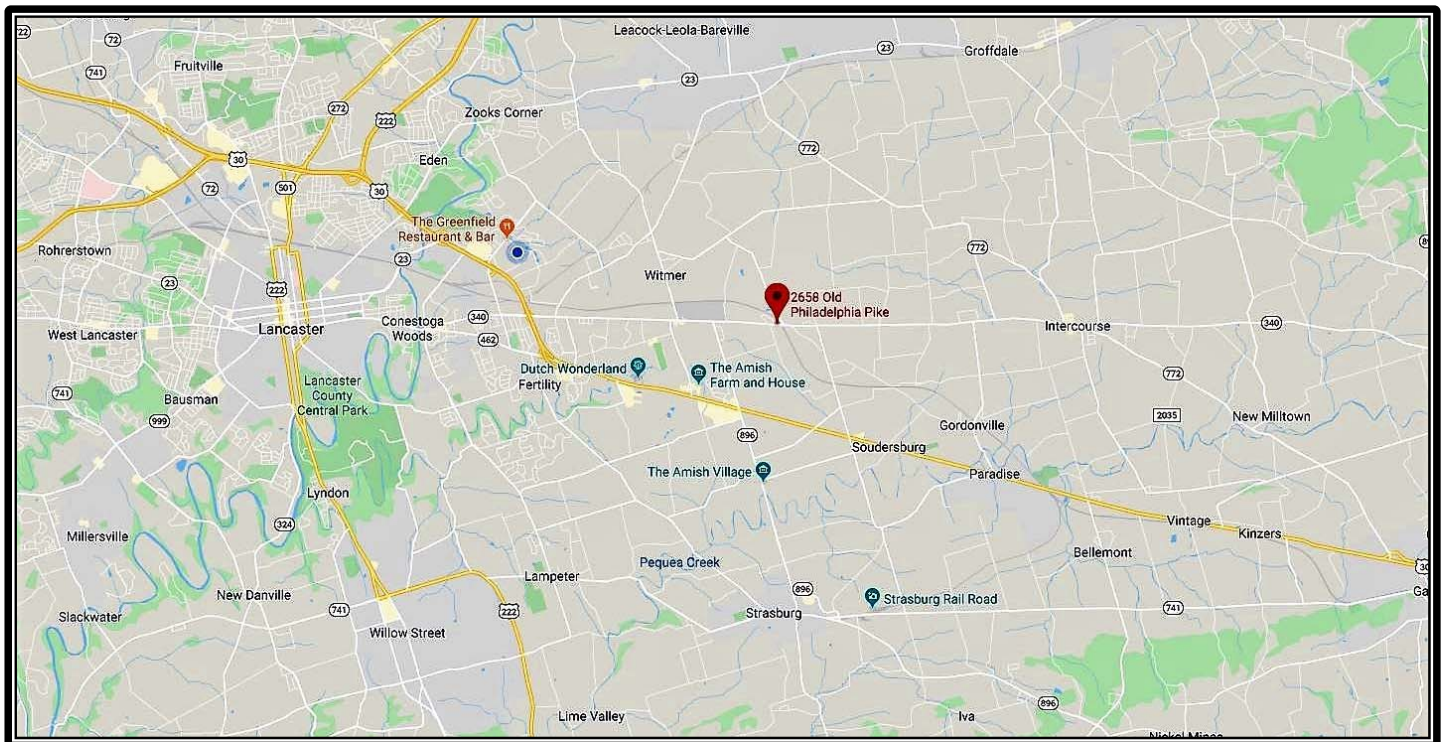 22
72
741
Fruitville
Leacock-Leola-Bareville
23
Groffdale
23
272
222
Zooks Corner
772
30
72
501
Eden
30
The Greenfield
Restaurant & Bar
Rohrerstown
23
23
222
Witmer
772
2658 Old
Philadelphia Pike
West Lancaster
Lancaster
Conestoga
Woods
340
462
Intercourse
340
Dutch Wonderland
Fertility
The Amish
Farm and House
772
741
Bausman
999
Lancaster
County
Central Park
896
Gordonville
2035
New Milltown
Soudersburg
The Amish Village
Paradise
Lyndon
324
Millersville
Vintage
Kinzers
Bellemont
Pequea Creek
Lampeter
30
New Danville
741
222
896
Strasburg Rail Road
Slackwater
Willow Street
Strasburg
741
Lime Valley
Iva
896